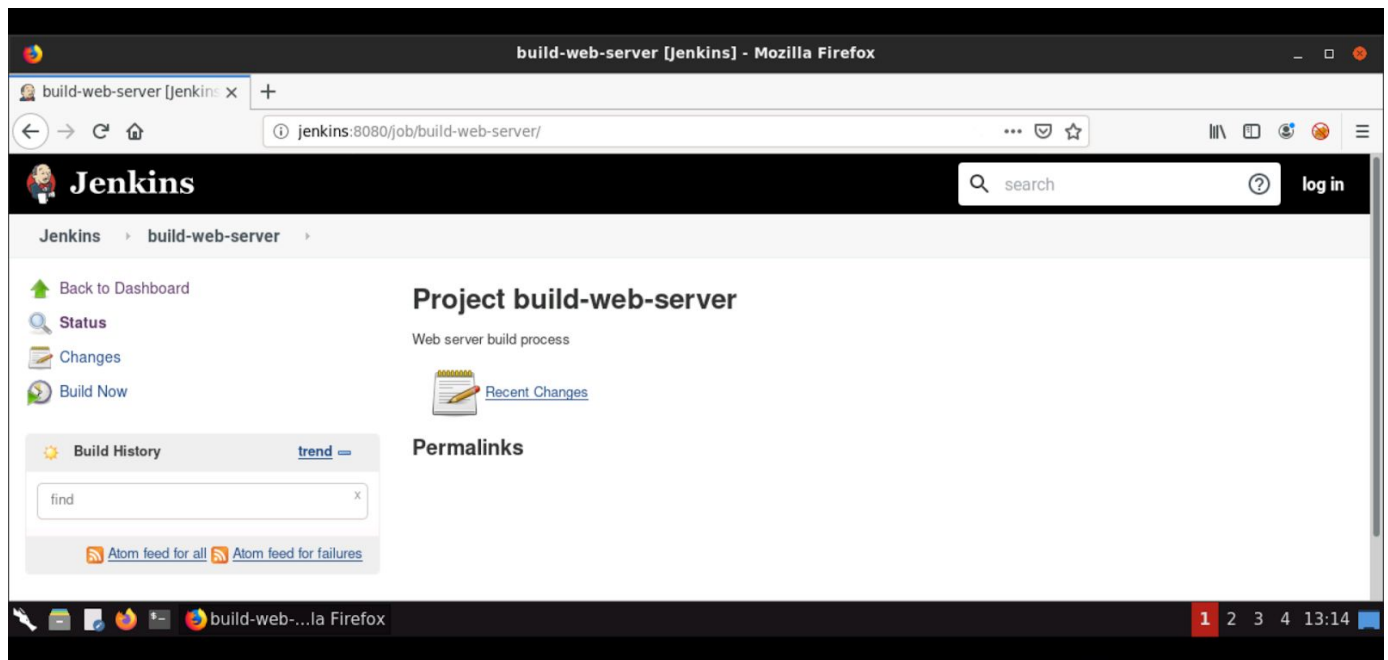 build-web-server [Jenkins] - Mozilla Firefox
build-web-server [Jenkins
jenkins:8080/job/build-web-server/
Jenkins
search
log in
Jenkins
build-web-server
Back to Dashboard
Status
Changes
Build Now
Build History
trend
find
x
Atom feed for all
Atom feed for failures
Project build-web-server
Web server build process
Recent Changes
Permalinks
build-web-...la Firefox
1 2 3 4 13:14